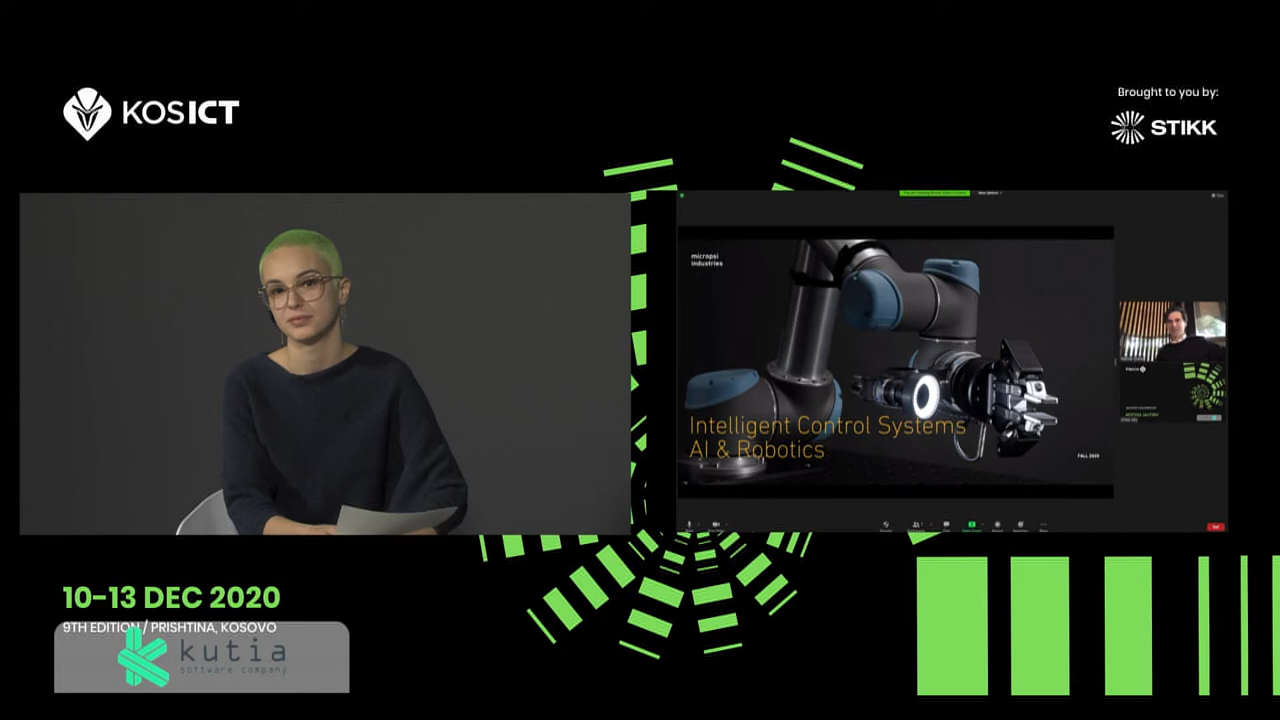 KOSICT
Brought to you by:
STIKK
micropsi
industries
Intelligent Control Systems
AI & Robotics
FALL 2020
10-13 DEC 2020
9TH EDITION / PRISHTINA, KOSOVO
kutia
software company